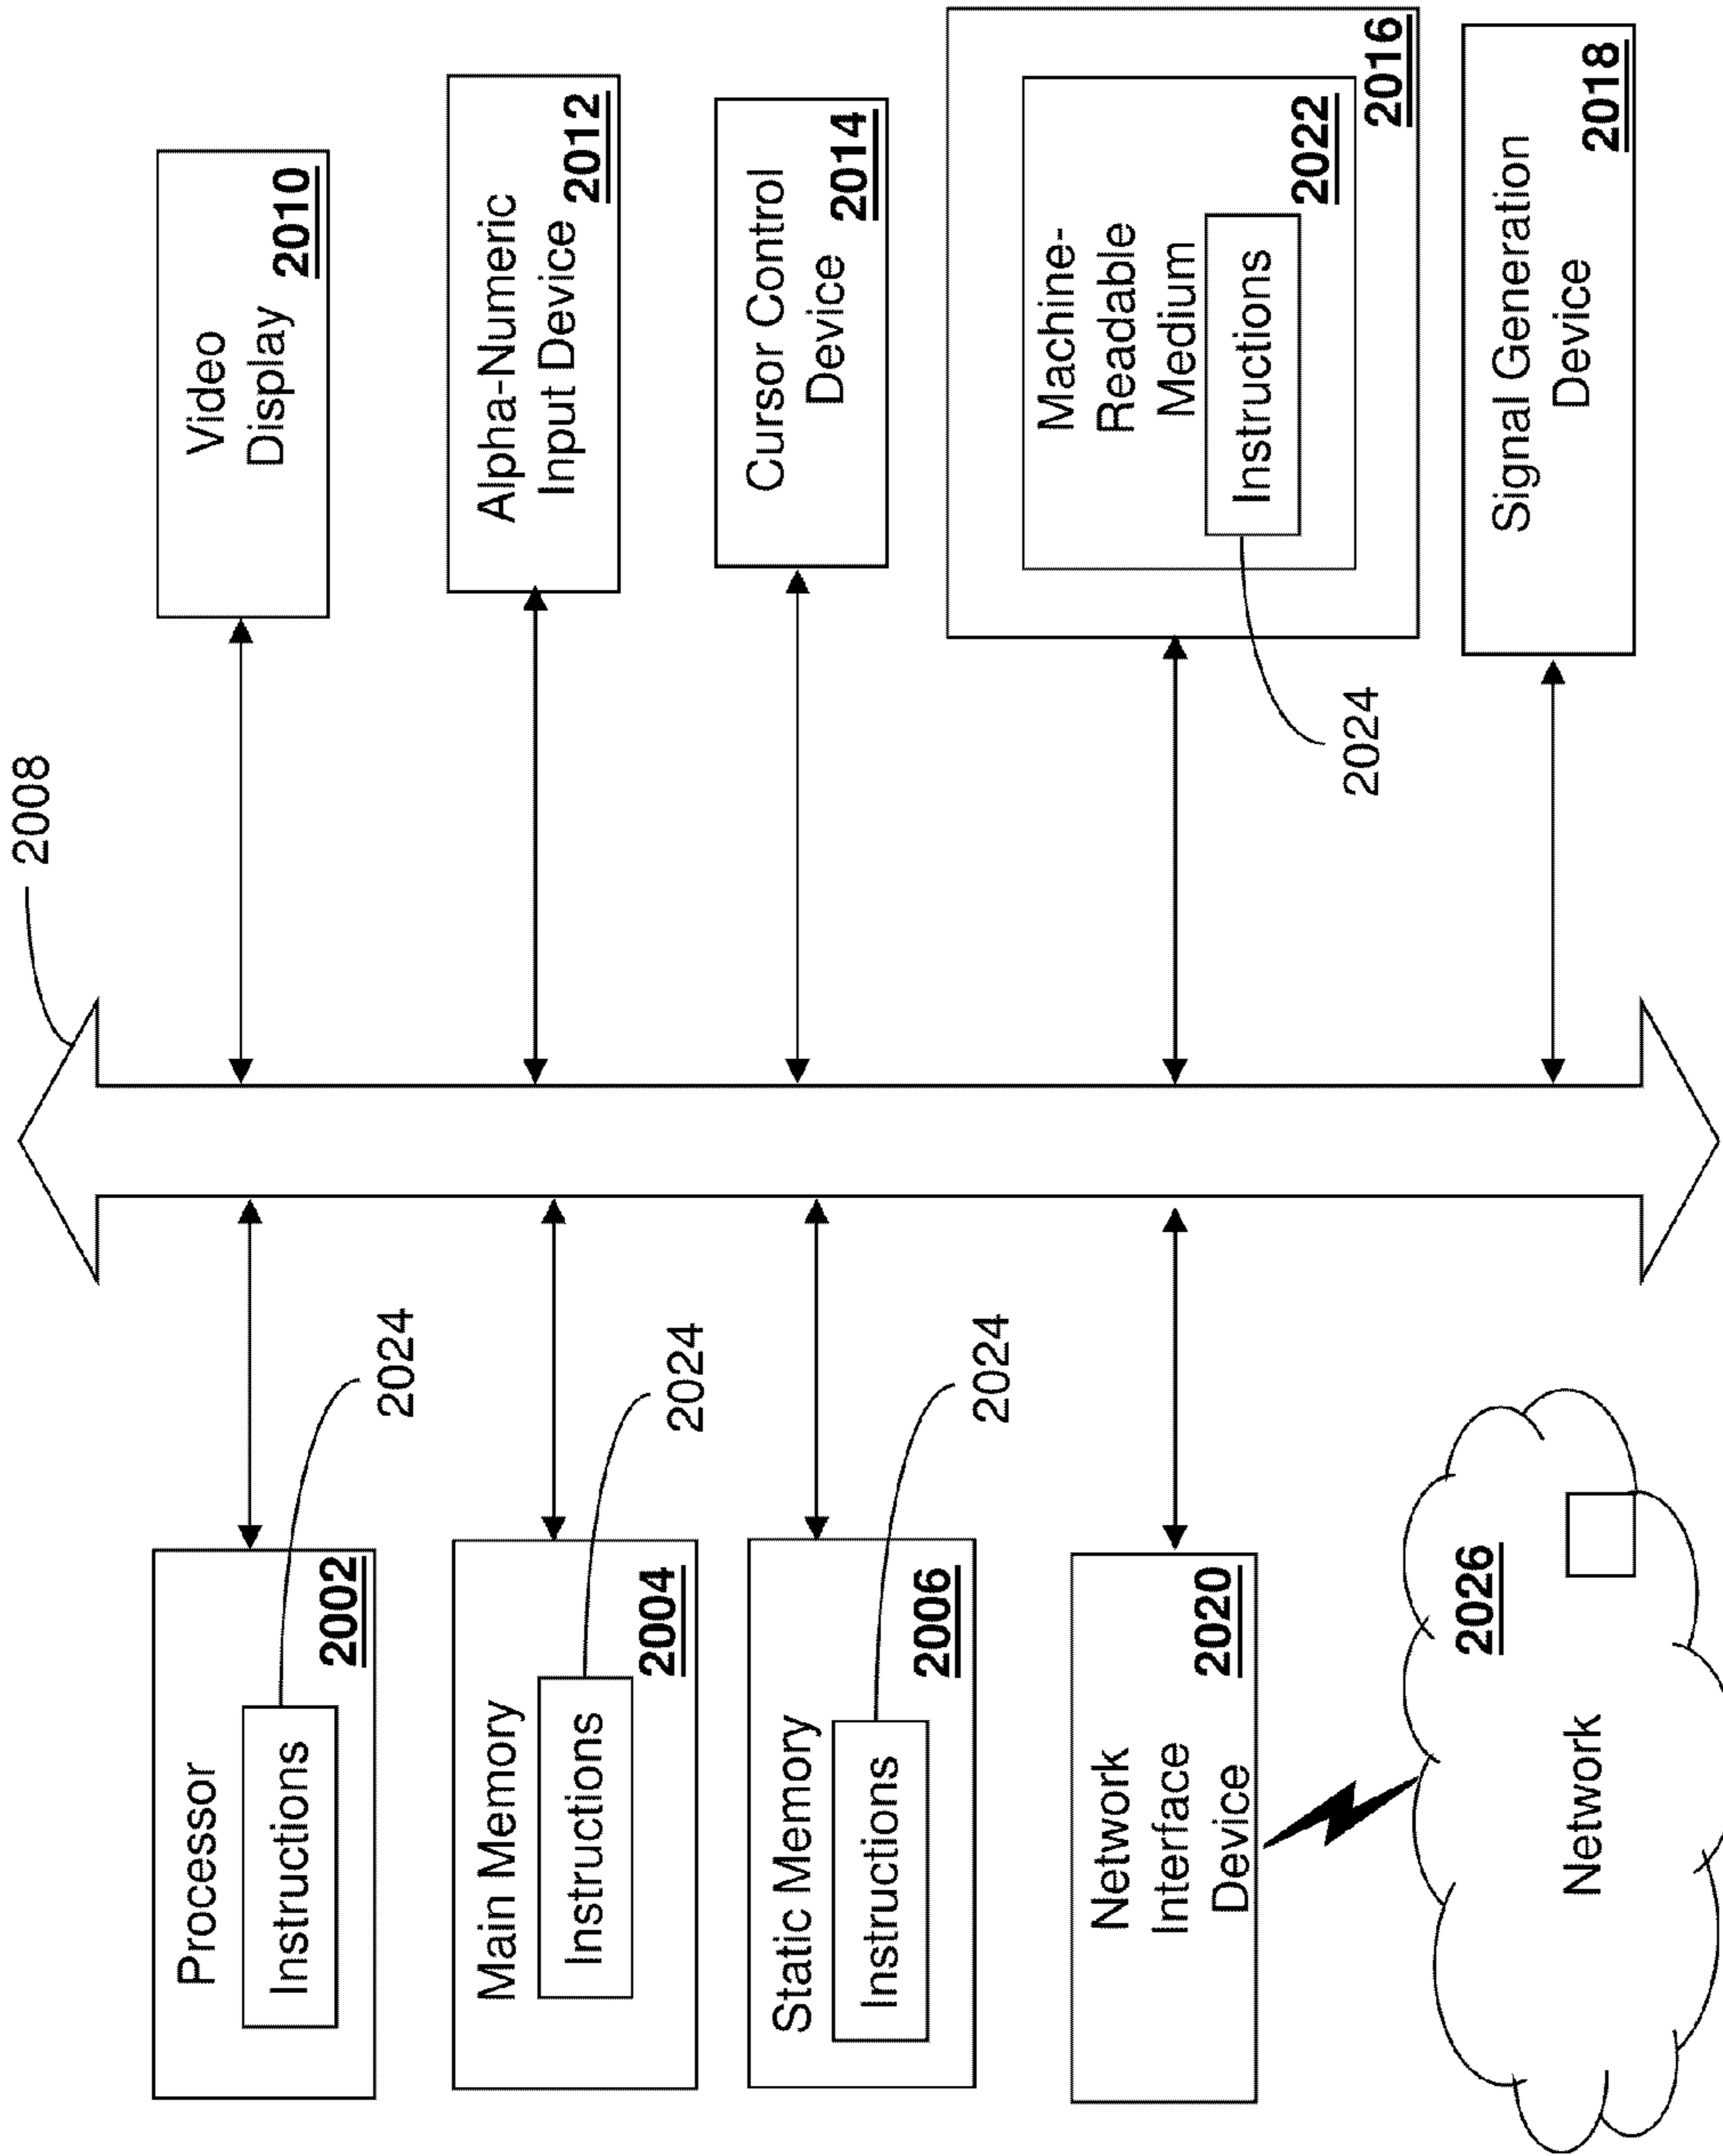 2008
Processor
Instructions
2002
2024
Main Memory
Instructions
2004
2024
Static Memory
Instructions
2006
2024
Network
Interface
Device
2020
2026
Network
Video
Display
2010
Alpha-Numeric
Input Device
2012
Cursor Control
Device
2014
Machine-
Readable
Medium
2022
Instructions
2016
2024
Signal Generation
Device
2018